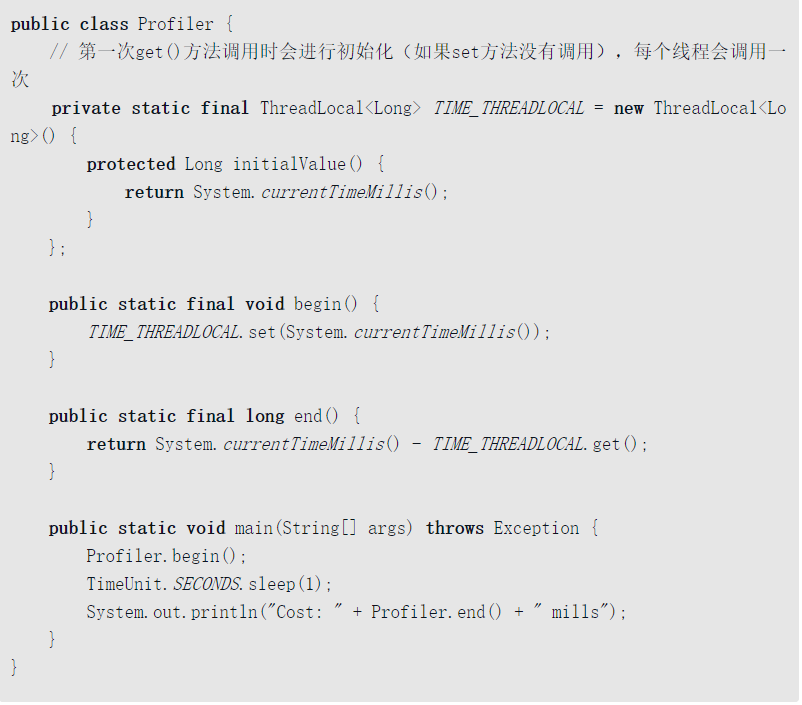 public class Profiler {
    // 第一次get()方法调用时会进行初始化（如果set方法没有调用），每个线程会调用一
次
    private static final ThreadLocal<Long> TIME_THREADLOCAL = new ThreadLocal<Lo
ng>() {
        protected Long initialValue() {
            return System.currentTimeMillis();
        }
    };

    public static final void begin() {
        TIME_THREADLOCAL.set(System.currentTimeMillis());
    }

    public static final long end() {
        return System.currentTimeMillis() - TIME_THREADLOCAL.get();
    }

    public static void main(String[] args) throws Exception {
        Profiler.begin();
        TimeUnit.SECONDS.sleep(1);
        System.out.println("Cost: " + Profiler.end() + " mills");
    }
}